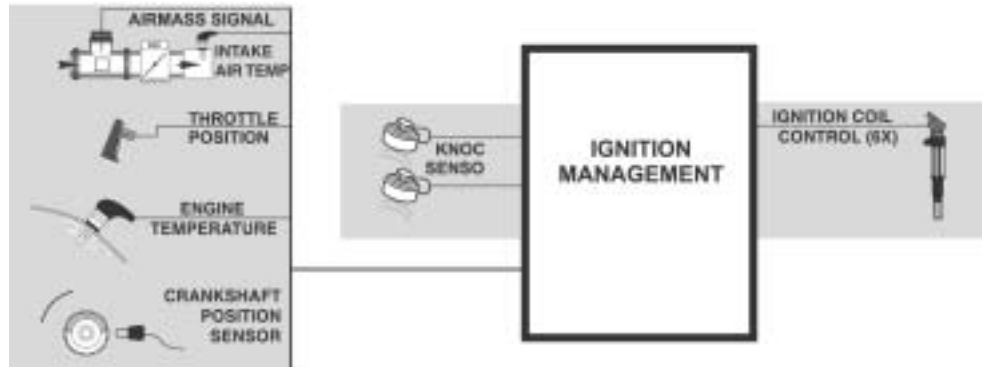 AIRMASS SIGNAL
INTAKE
AIR TEMP
THROTTLE
POSITION
ENGINE
TEMPERATURE
CRANKSHAFT
POSITION
SENSOR
KNOC
SENSO
IGNITION
MANAGEMENT
IGNITION COIL
CONTROL (6X)